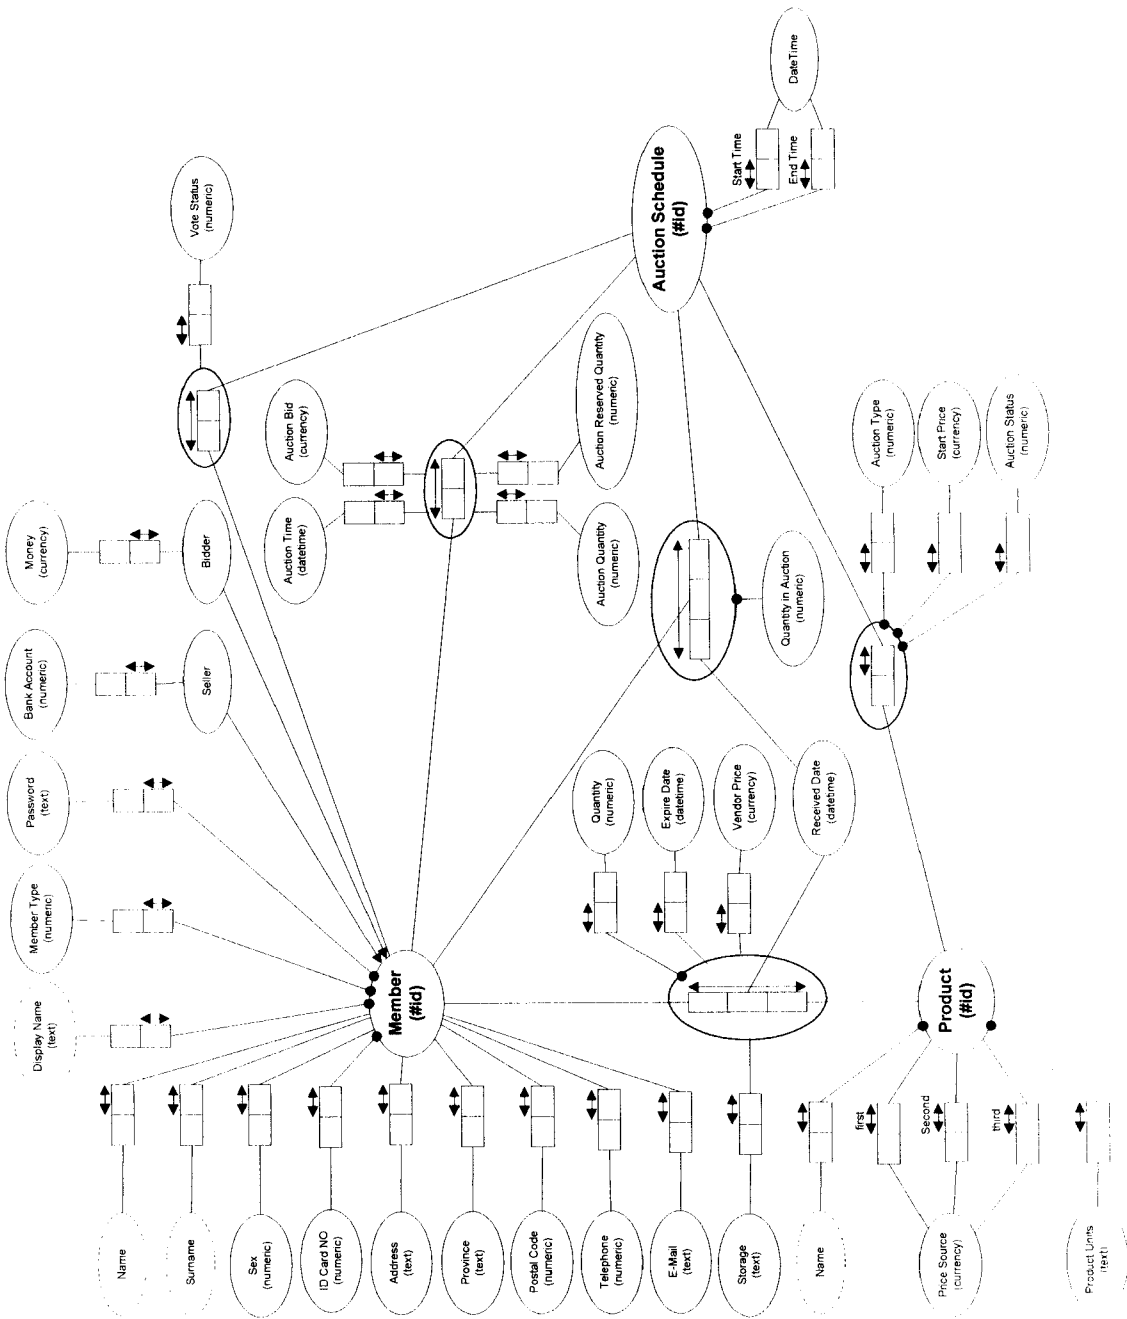 Name
Surname
Sex
(numeric)
ID Card NO
(numeric)
Address
(text)
Province
(text)
Postal Code
(numeric)
Telephone
(numeric)
E-Mail
(text)
Storage
(text)
Name
Price Source
(currency)
Product Units
(text)
first
Second
third
Display Name
(text)
Member Type
(numeric)
Password
(text)
Bank Account
(numeric)
Money
(currency)
Seller
Bidder
Member
(#id)
Product
(#id)
Quantity
(numeric)
Expire Date
(datetime)
Vendor Price
(currency)
Received Date
(datetime)
Vote Status
(numeric)
Auction Time
(datetime)
Auction Bid
(currency)
Auction Quantity
(numeric)
Auction Reserved Quantity
(numeric)
Quantity in Auction
(numeric)
Auction Type
(numeric)
Start Price
(currency)
Auction Status
(numeric)
Auction Schedule
(#id)
Start Time
End Time
DateTime